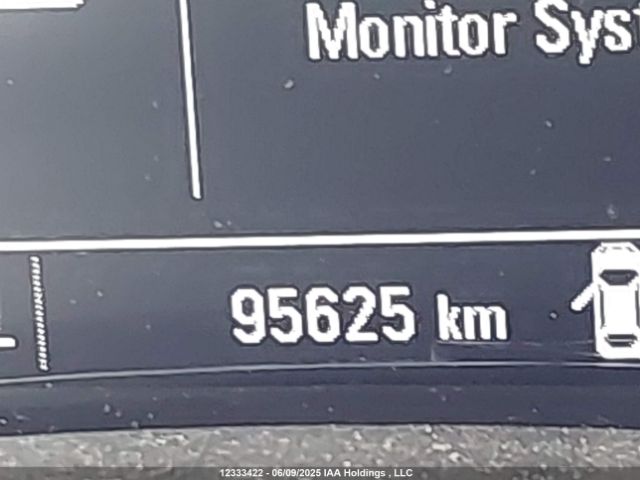 Monitor Syst
95625 km
12333422 - 06/09/2025 IAA Holdings , LLC